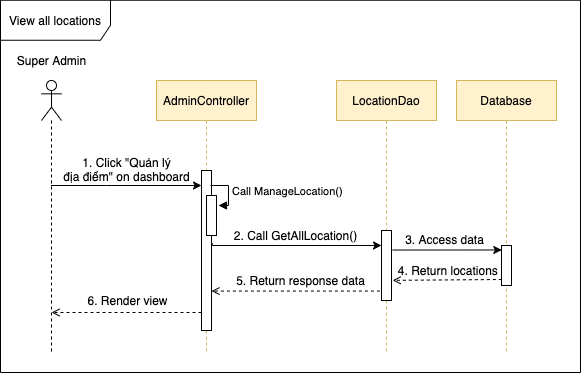 View all locations
Super Admin
AdminController
LocationDao
Database
1. Click "Quản lý
địa điểm" on dashboard
Call ManageLocation()
2. Call GetAllLocation()
3. Access data
4. Return locations
5. Return response data
6. Render view